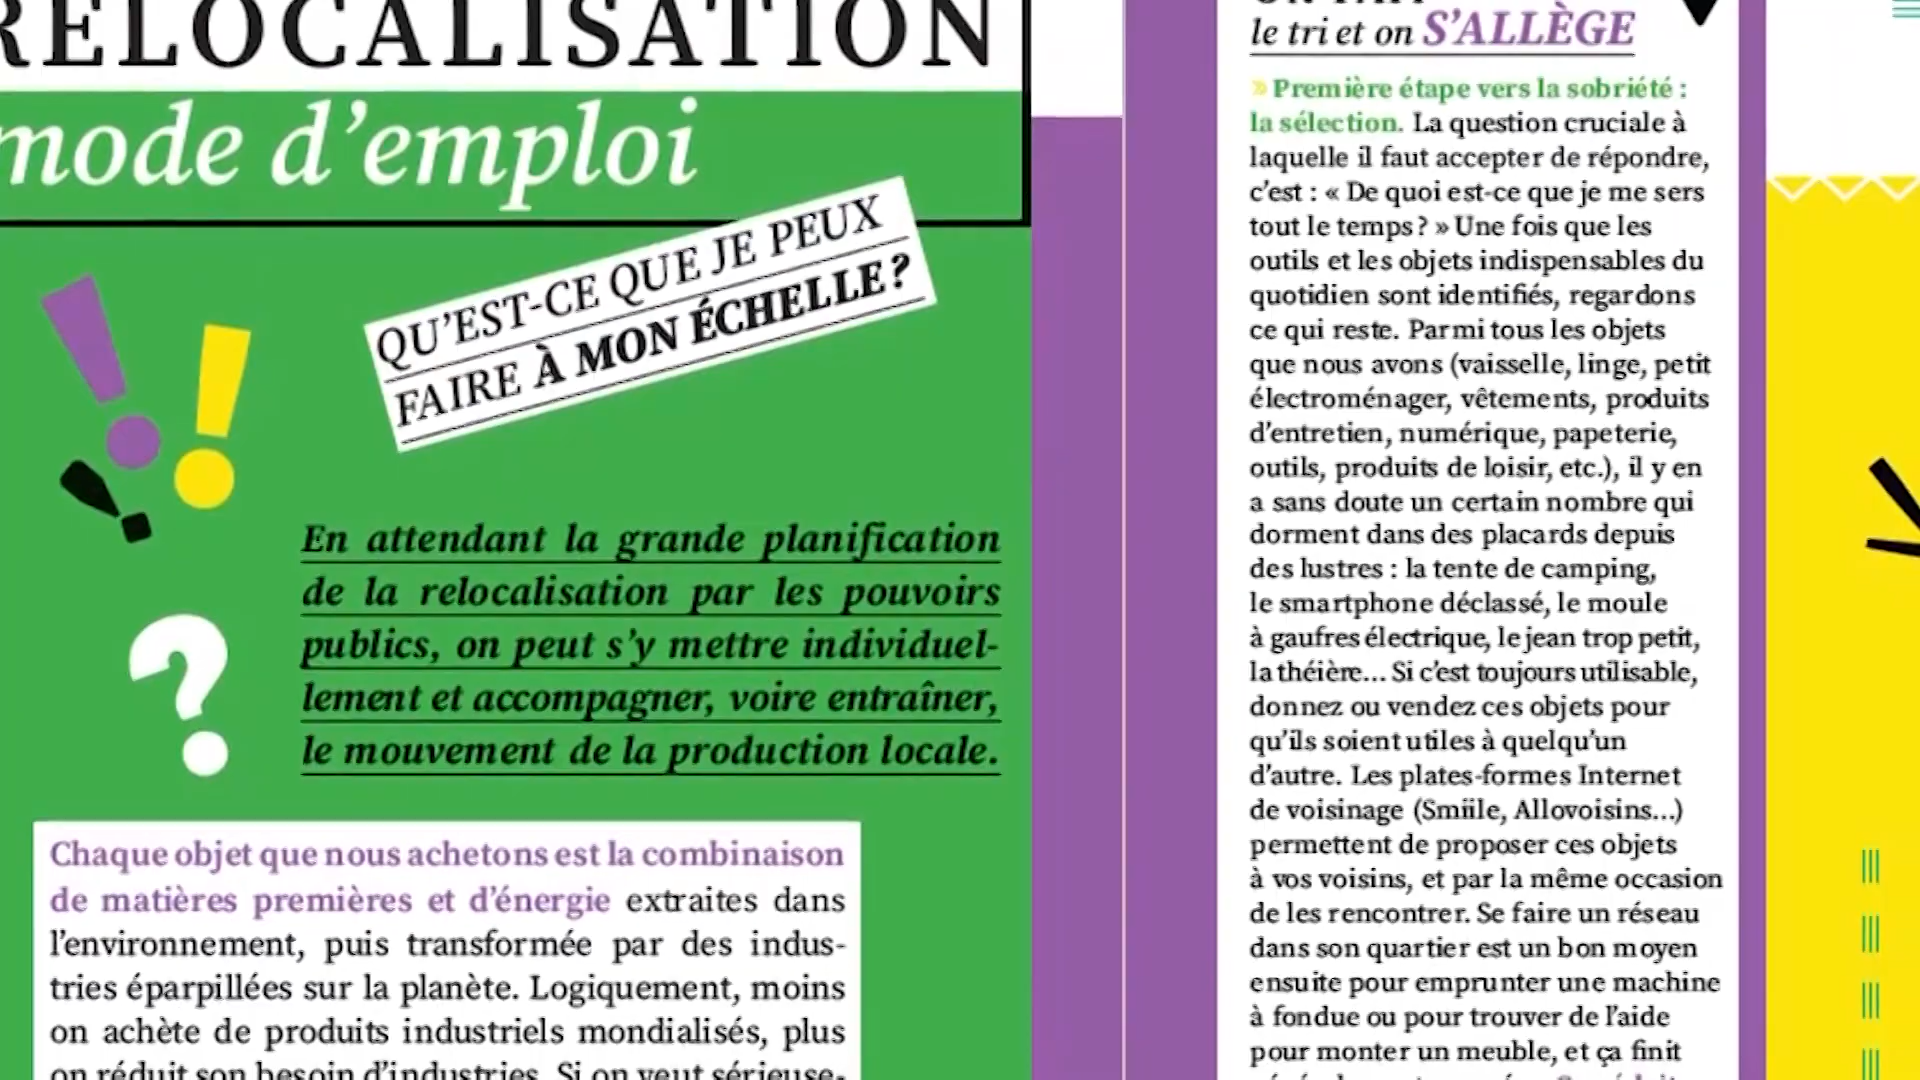 RELOCALISATION
mode d'emploi
QU'EST-CE QUE JE PEUX
FAIRE À MON ÉCHELLE ?
En attendant la grande planification
de la relocalisation par les pouvoirs
publics, on peut s'y mettre individuel-
lement et accompagner, voire entraîner,
le mouvement de la production locale.
Chaque objet que nous achetons est la combinaison
de matières premières et d'énergie extraites dans
l'environnement, puis transformée par des indus-
tries éparpillées sur la planète. Logiquement, moins
on achète de produits industriels mondialisés, plus
on réduit son besoin d'industries. Si on veut sérieuse-
le tri et on S'ALLÈGE
» Première étape vers la sobriété :
la sélection. La question cruciale à
laquelle il faut accepter de répondre,
c'est : « De quoi est-ce que je me sers
tout le temps ? » Une fois que les
outils et les objets indispensables du
quotidien sont identifiés, regardons
ce qui reste. Parmi tous les objets
que nous avons (vaisselle, linge, petit
électroménager, vêtements, produits
d'entretien, numérique, papeterie,
outils, produits de loisir, etc.), il y en
a sans doute un certain nombre qui
dorment dans des placards depuis
des lustres : la tente de camping,
le smartphone déclassé, le moule
à gaufres électrique, le jean trop petit,
la théière... Si c'est toujours utilisable,
donnez ou vendez ces objets pour
qu'ils soient utiles à quelqu'un
d'autre. Les plates-formes Internet
de voisinage (Smiile, Allovoisins...)
permettent de proposer ces objets
à vos voisins, et par la même occasion
de les rencontrer. Se faire un réseau
dans son quartier est un bon moyen
ensuite pour emprunter une machine
à fondue ou pour trouver de l'aide
pour monter un meuble, et ça finit